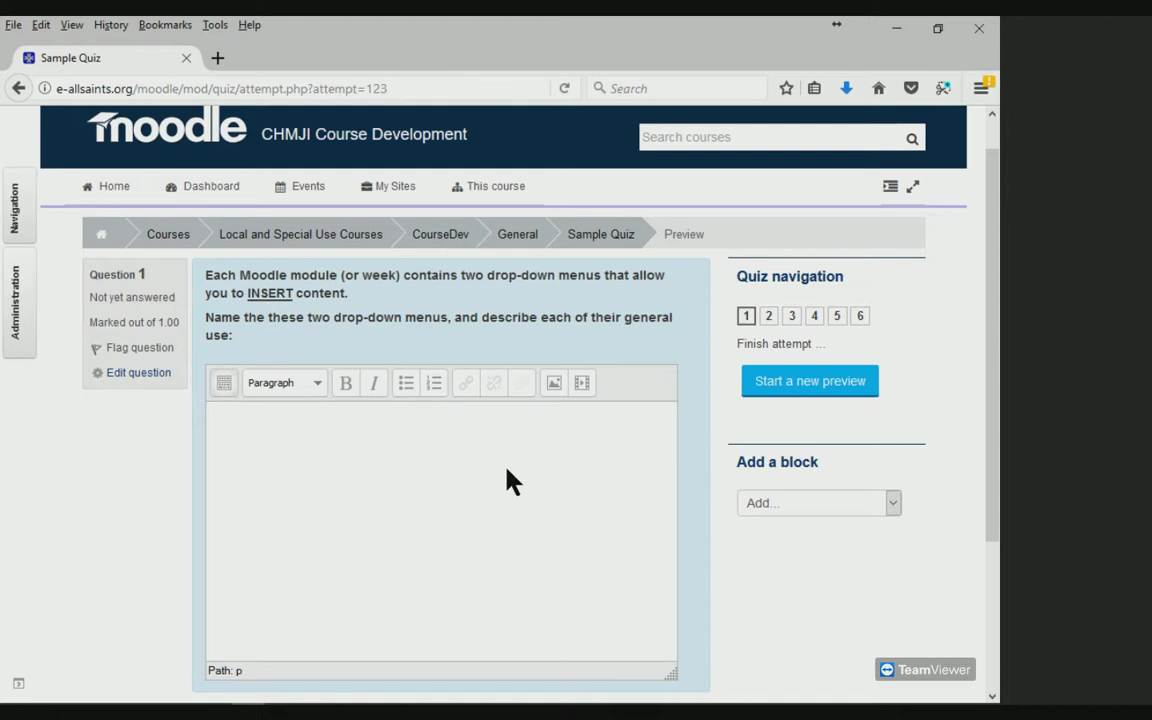 File Edit View History Bookmarks Tools Help
Sample Quiz
e-allsaints.org/moodle/mod/quiz/attempt.php?attempt=123
Search
moodle
CHMJI Course Development
Search courses
Home
Dashboard
Events
My Sites
This course
Navigation
Administration
Courses
Local and Special Use Courses
CourseDev
General
Sample Quiz
Preview
Question 1
Not yet answered
Marked out of 1.00
Flag question
Edit question
Each Moodle module (or week) contains two drop-down menus that allow
you to INSERT content.
Name the these two drop-down menus, and describe each of their general
use:
Paragraph
B
I
Path: p
Quiz navigation
1 2 3 4 5 6
Finish attempt ...
Start a new preview
Add a block
Add...
TeamViewer